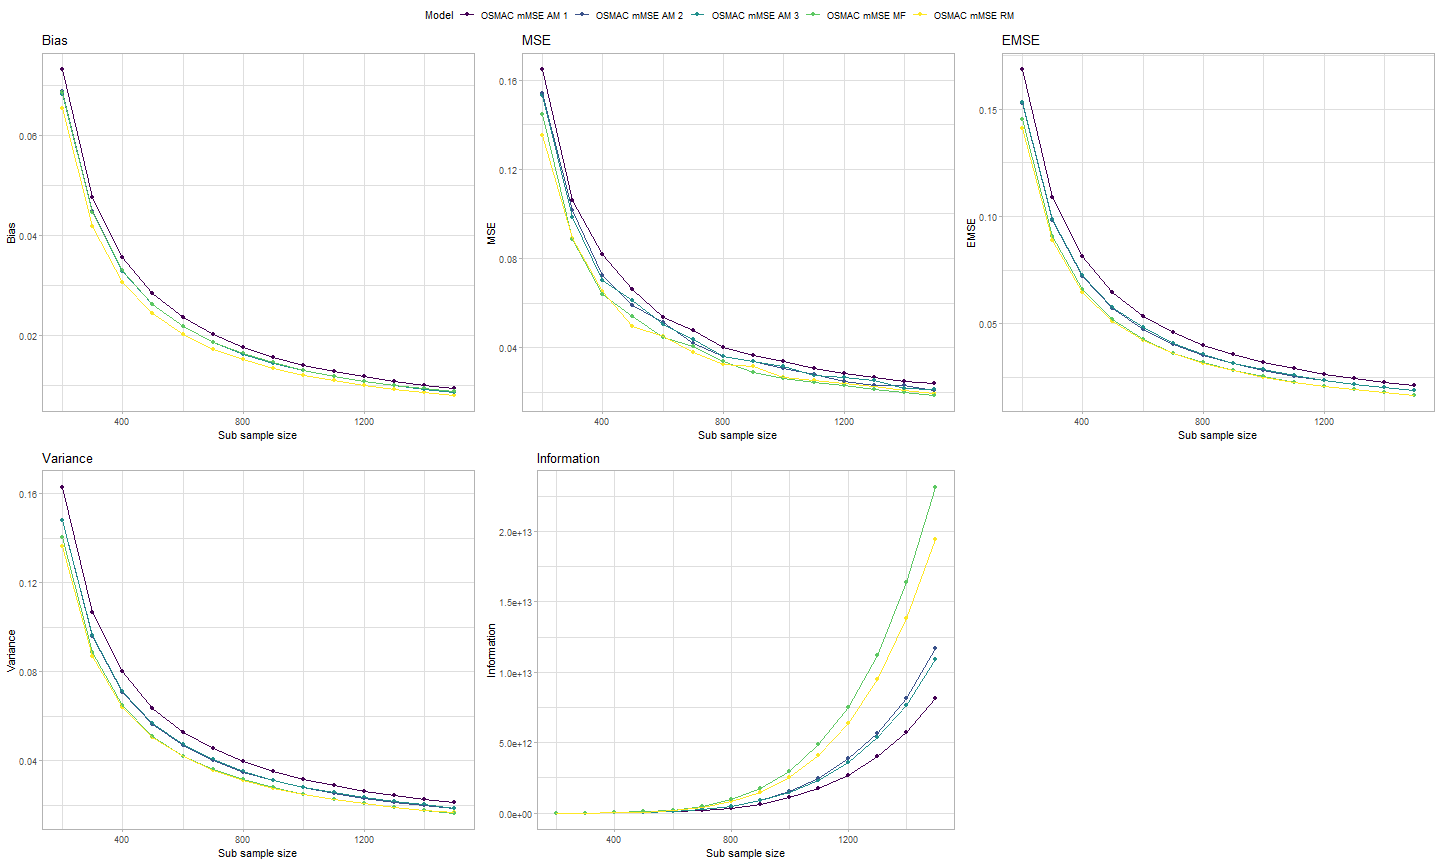 Model OSMAC mMSE AM 1 OSMAC mMSE AM 2 OSMAC mMSE AM 3 OSMAC mMSE MF OSMAC mMSE RM
Bias
0.06
0.04
0.02
Bias
400 800 1200
Sub sample size
MSE
0.16
0.12
0.08
0.04
MSE
400 800 1200
Sub sample size
EMSE
0.15
0.10
0.05
EMSE
400 800 1200
Sub sample size
Variance
0.16
0.12
0.08
0.04
Variance
400 800 1200
Sub sample size
Information
2.0e+13
1.5e+13
1.0e+13
5.0e+12
0.0e+00
Information
400 800 1200
Sub sample size